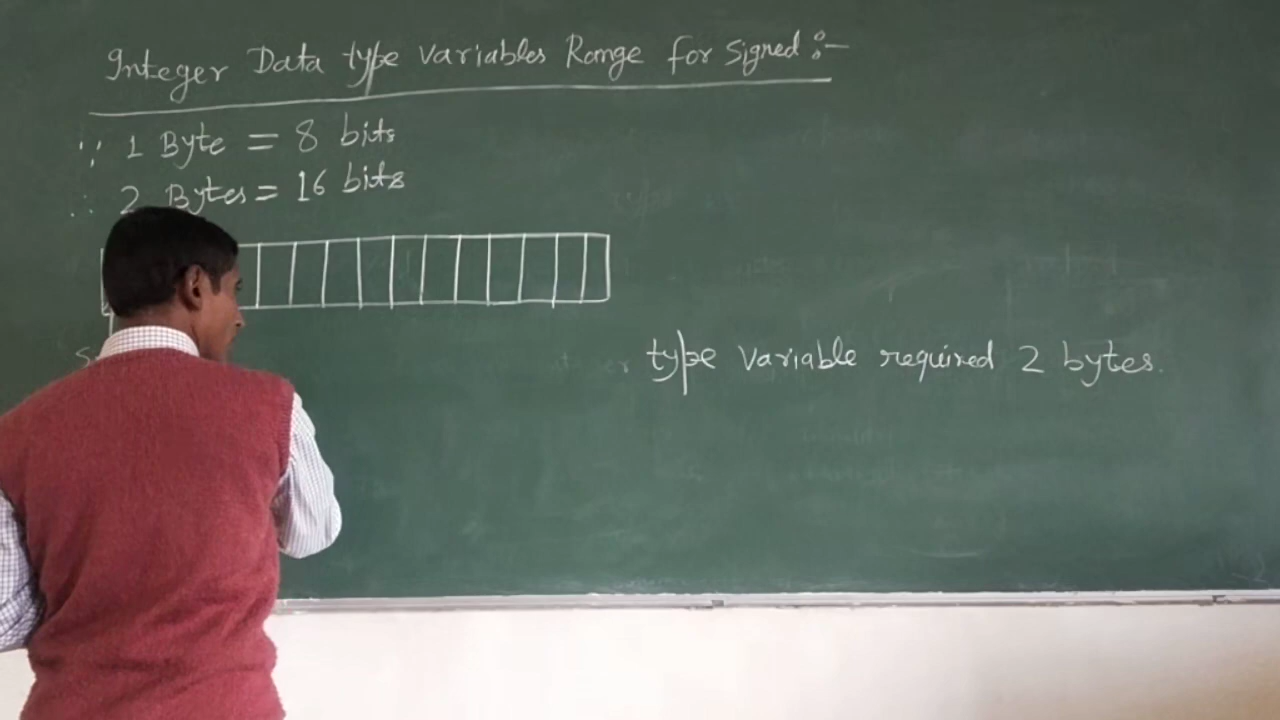 Integer Data type variables Range for Signed :-
∵ 1 Byte = 8 bits
∴ 2 Bytes = 16 bits
type variable required 2 bytes.